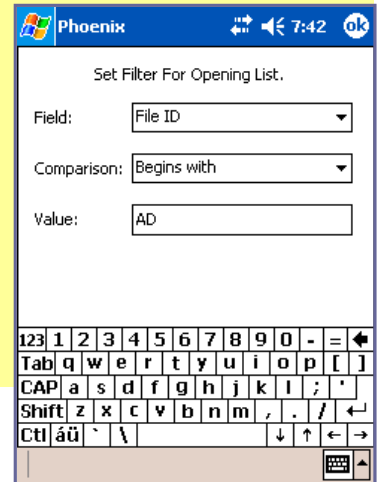 Phoenix 7:42 ok
Set Filter For Opening List.
Field: File ID
Comparison: Begins with
Value: AD
123 1 2 3 4 5 6 7 8 9 0 - =
Tab q w e r t y u i o p [ ]
CAP a s d f g h j k l ; '
Shift z x c v b n m , . /
Ctl áü ` \